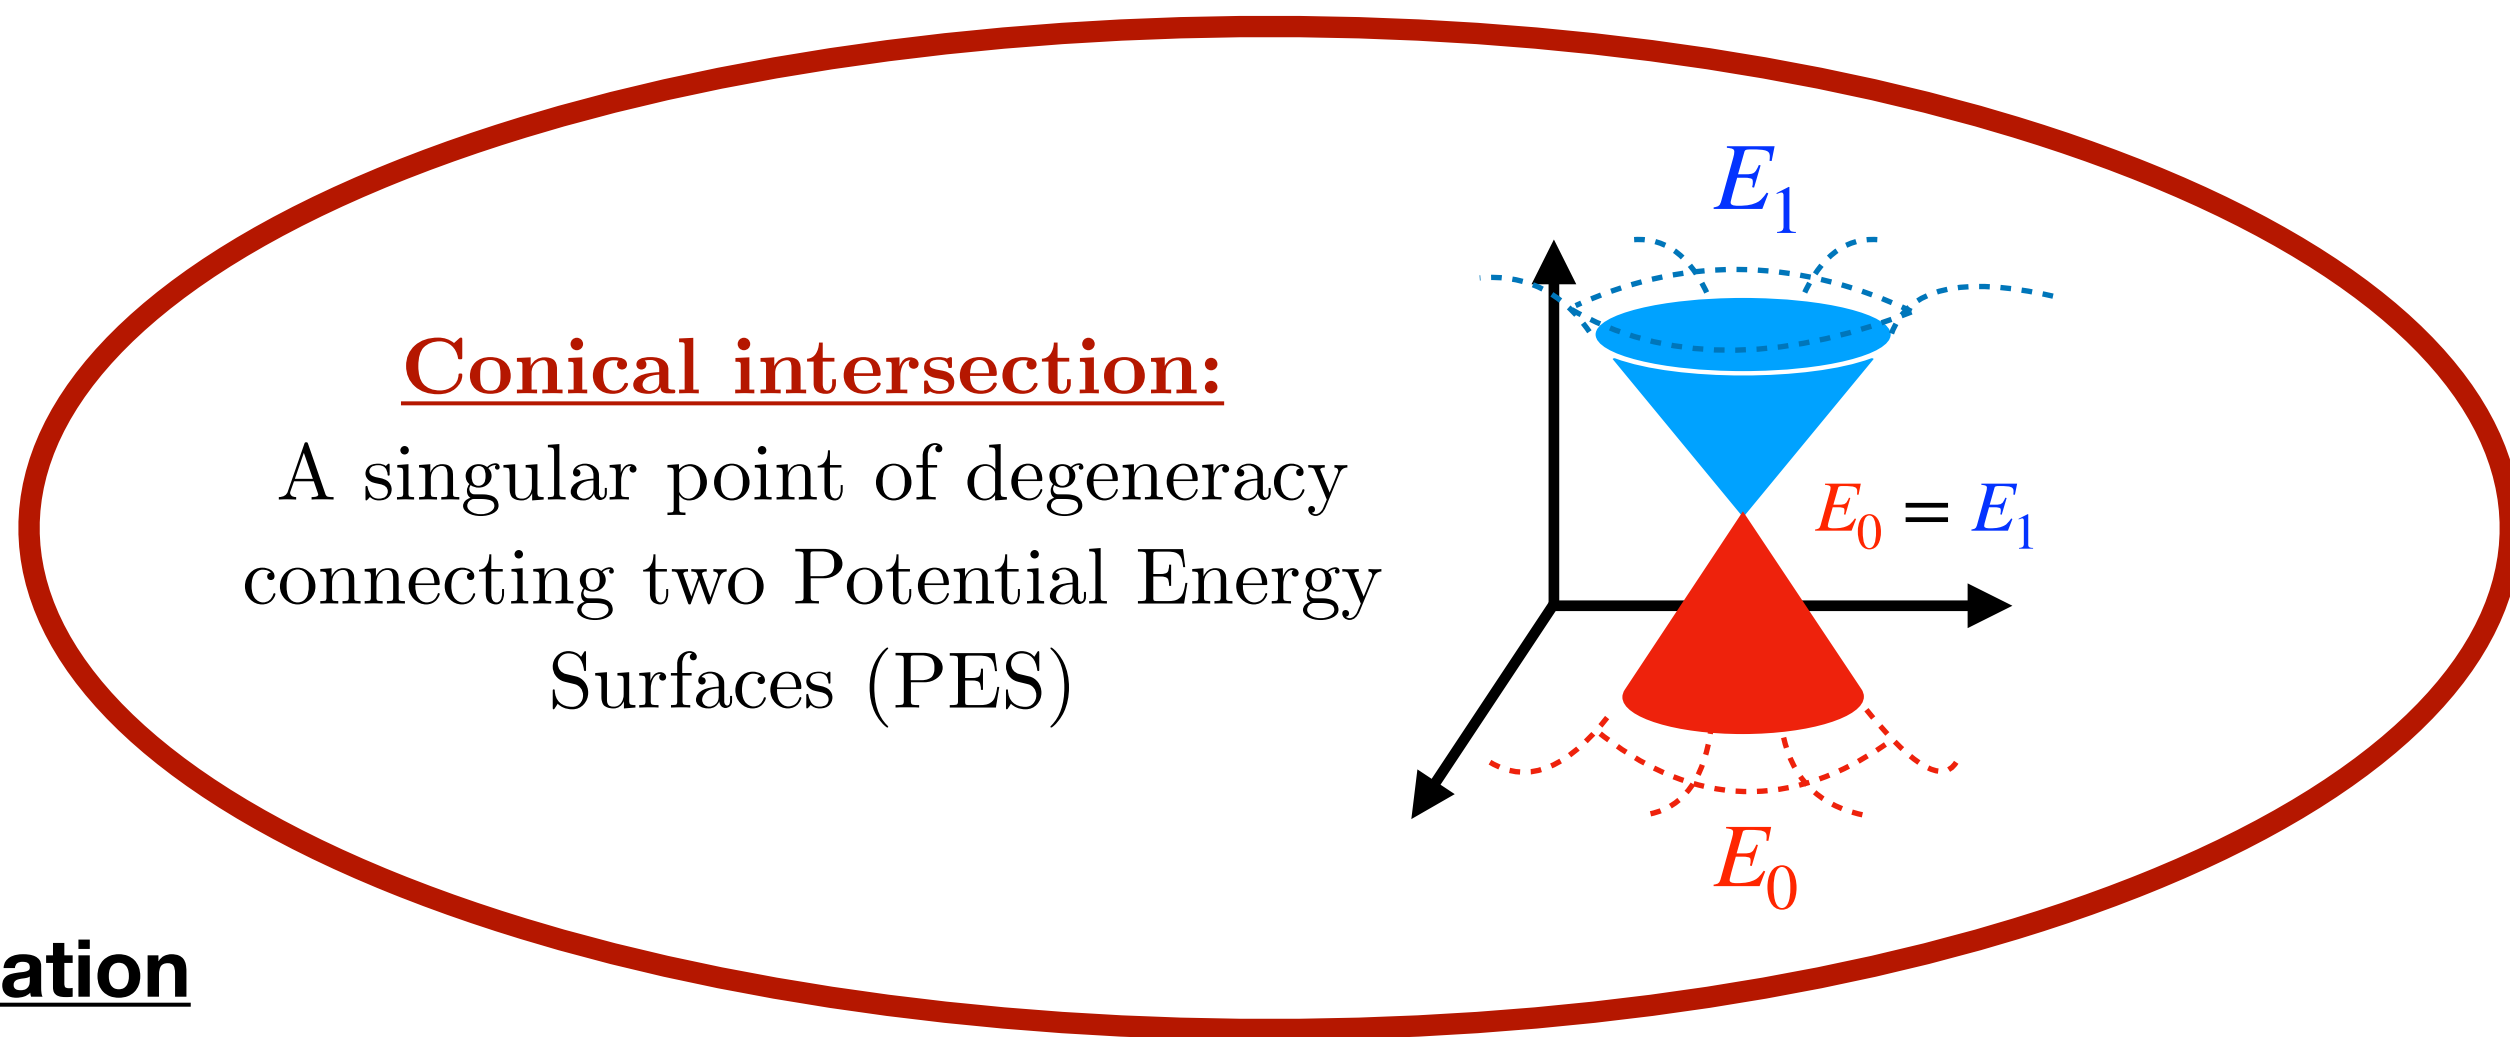 Conical intersection:
A singular point of degeneracy
connecting two Potential Energy
Surfaces (PES)
E1
E0 = E1
E0
ation